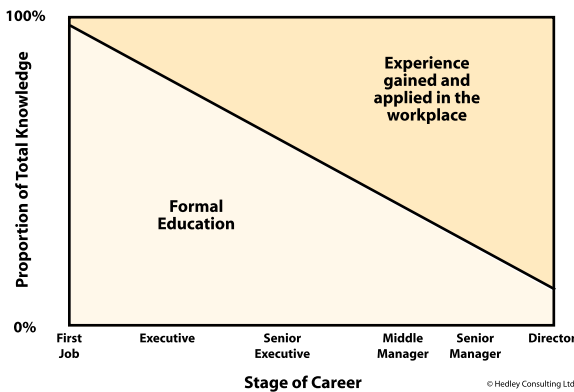 100%
Proportion of Total Knowledge
Experience
gained and
applied in the
workplace
Formal
Education
0%
First
Job
Executive
Senior
Executive
Middle
Manager
Senior
Manager
Director
Stage of Career
© Hedley Consulting Ltd